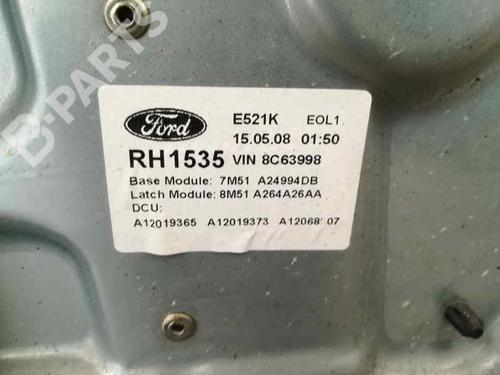 Ford E521K EOL1.
15.05.08 01:50
RH1535 VIN 8C63998
Base Module: 7M51 A24994DB
Latch Module: 8M51 A264A26AA
DCU:
A12019365 A12019373 A12068 07